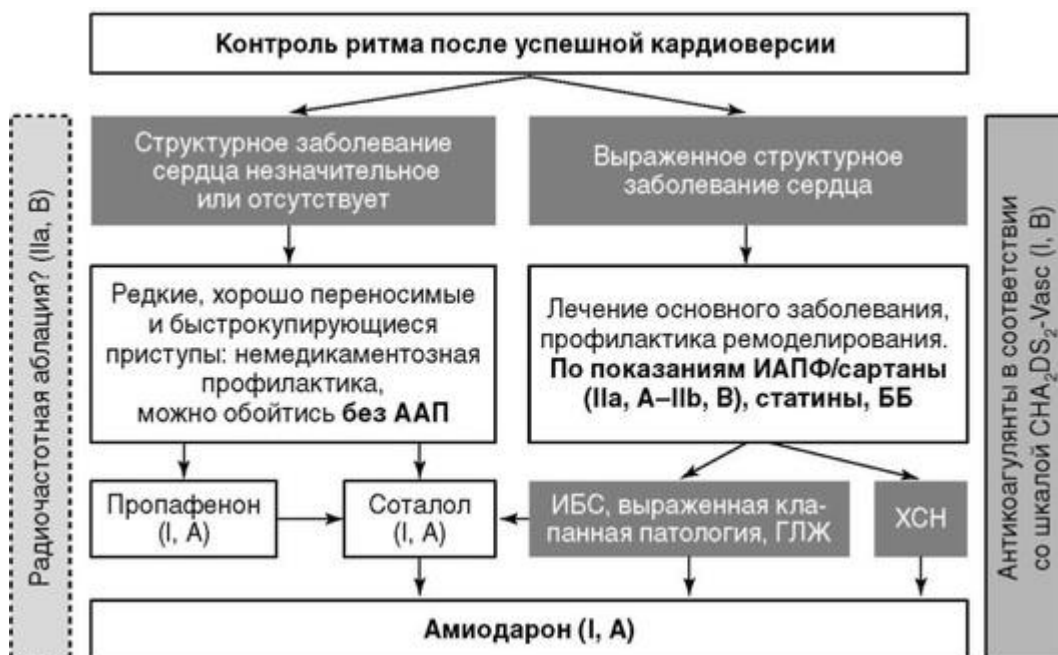 Контроль ритма после успешной кардиоверсии
Радиочастотная аблация? (IIa, B)
Структурное заболевание
сердца незначительное
или отсутствует
Выраженное структурное
заболевание сердца
Редкие, хорошо переносимые
и быстрокупирующиеся
приступы: немедикаментозная
профилактика,
можно обойтись без ААП
Лечение основного заболевания,
профилактика ремоделирования.
По показаниям ИАПФ/сартаны
(IIa, A–IIb, B), статины, ББ
Пропафенон
(I, A)
Соталол
(I, A)
ИБС, выраженная кла-
панная патология, ГЛЖ
ХСН
Амиодарон (I, A)
Антикоагулянты в соответствии
со шкалой CHA₂DS₂-Vasc (I, B)